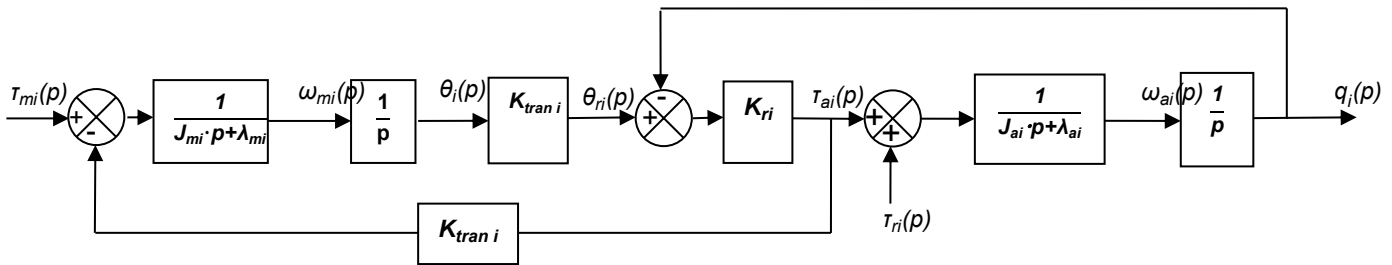 τmi(p)
+
-
1
Jmi·p+λmi
ωmi(p)
1
p
θi(p)
Ktran i
θri(p)
-
+
Kri
τai(p)
+
+
τri(p)
1
Jai·p+λai
ωai(p)
1
p
qi(p)
Ktran i